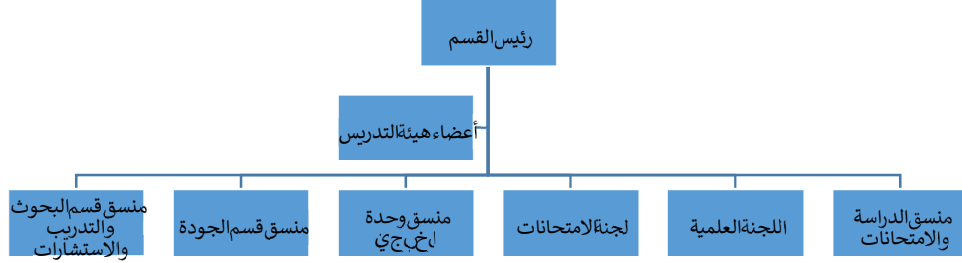 رئيس القسم
أعضاء هيئة التدريس
منسق الدراسة
والامتحانات
اللجنة العلمية
لجنة الامتحانات
منسق وحدة
منسق قسم الجودة
منسق قسم البحوث
والتدريب
والاستشارات